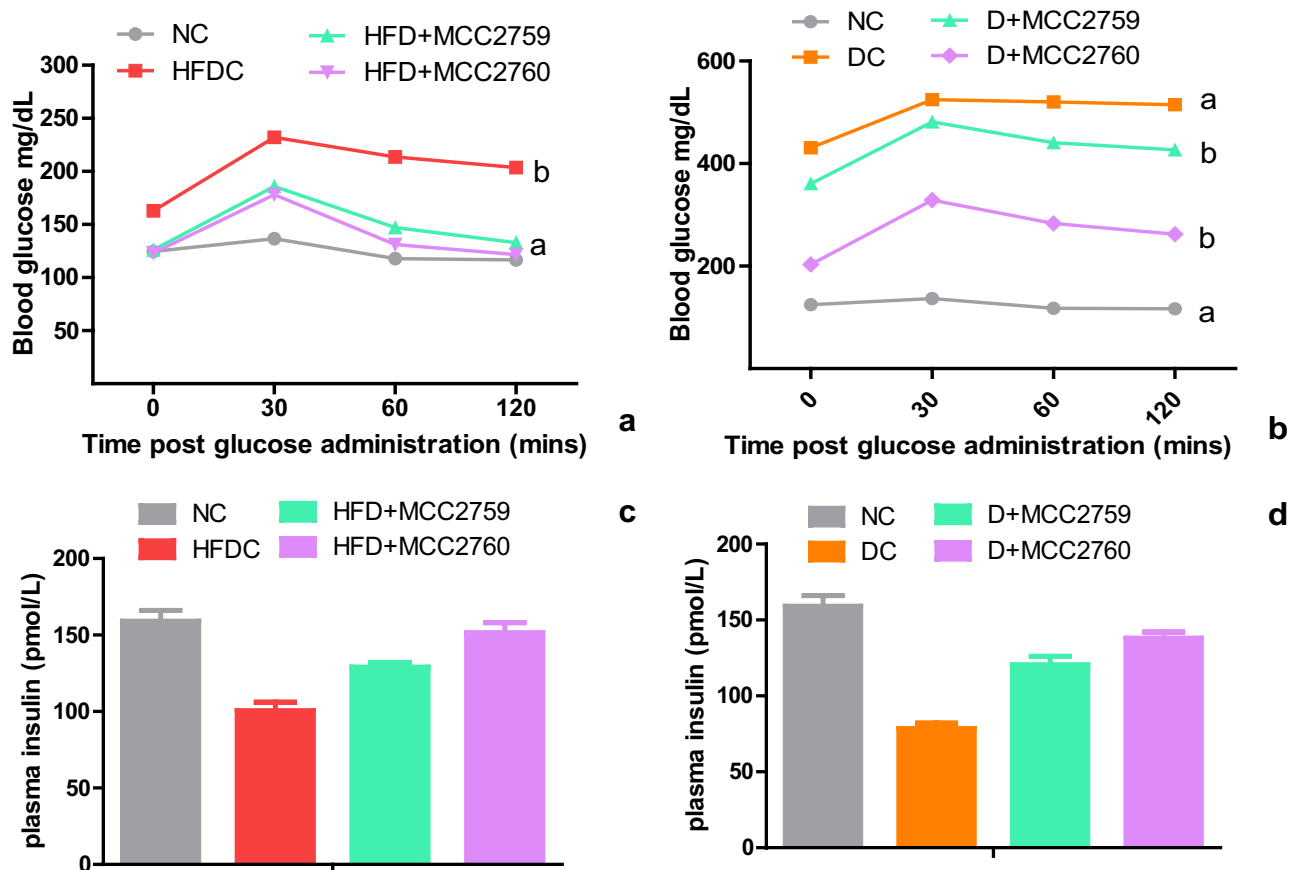 NC
HFDC
HFD+MCC2759
HFD+MCC2760
Blood glucose mg/dL
300
250
200
150
100
50
b
a
0 30 60 120
Time post glucose administration (mins)
a
NC
DC
D+MCC2759
D+MCC2760
Blood glucose mg/dL
600
400
200
a
b
b
a
0 30 60 120
Time post glucose administration (mins)
b
NC
HFDC
HFD+MCC2759
HFD+MCC2760
c
plasma insulin (pmol/L)
200
150
100
50
0
NC
DC
D+MCC2759
D+MCC2760
d
plasma insulin (pmol/L)
200
150
100
50
0